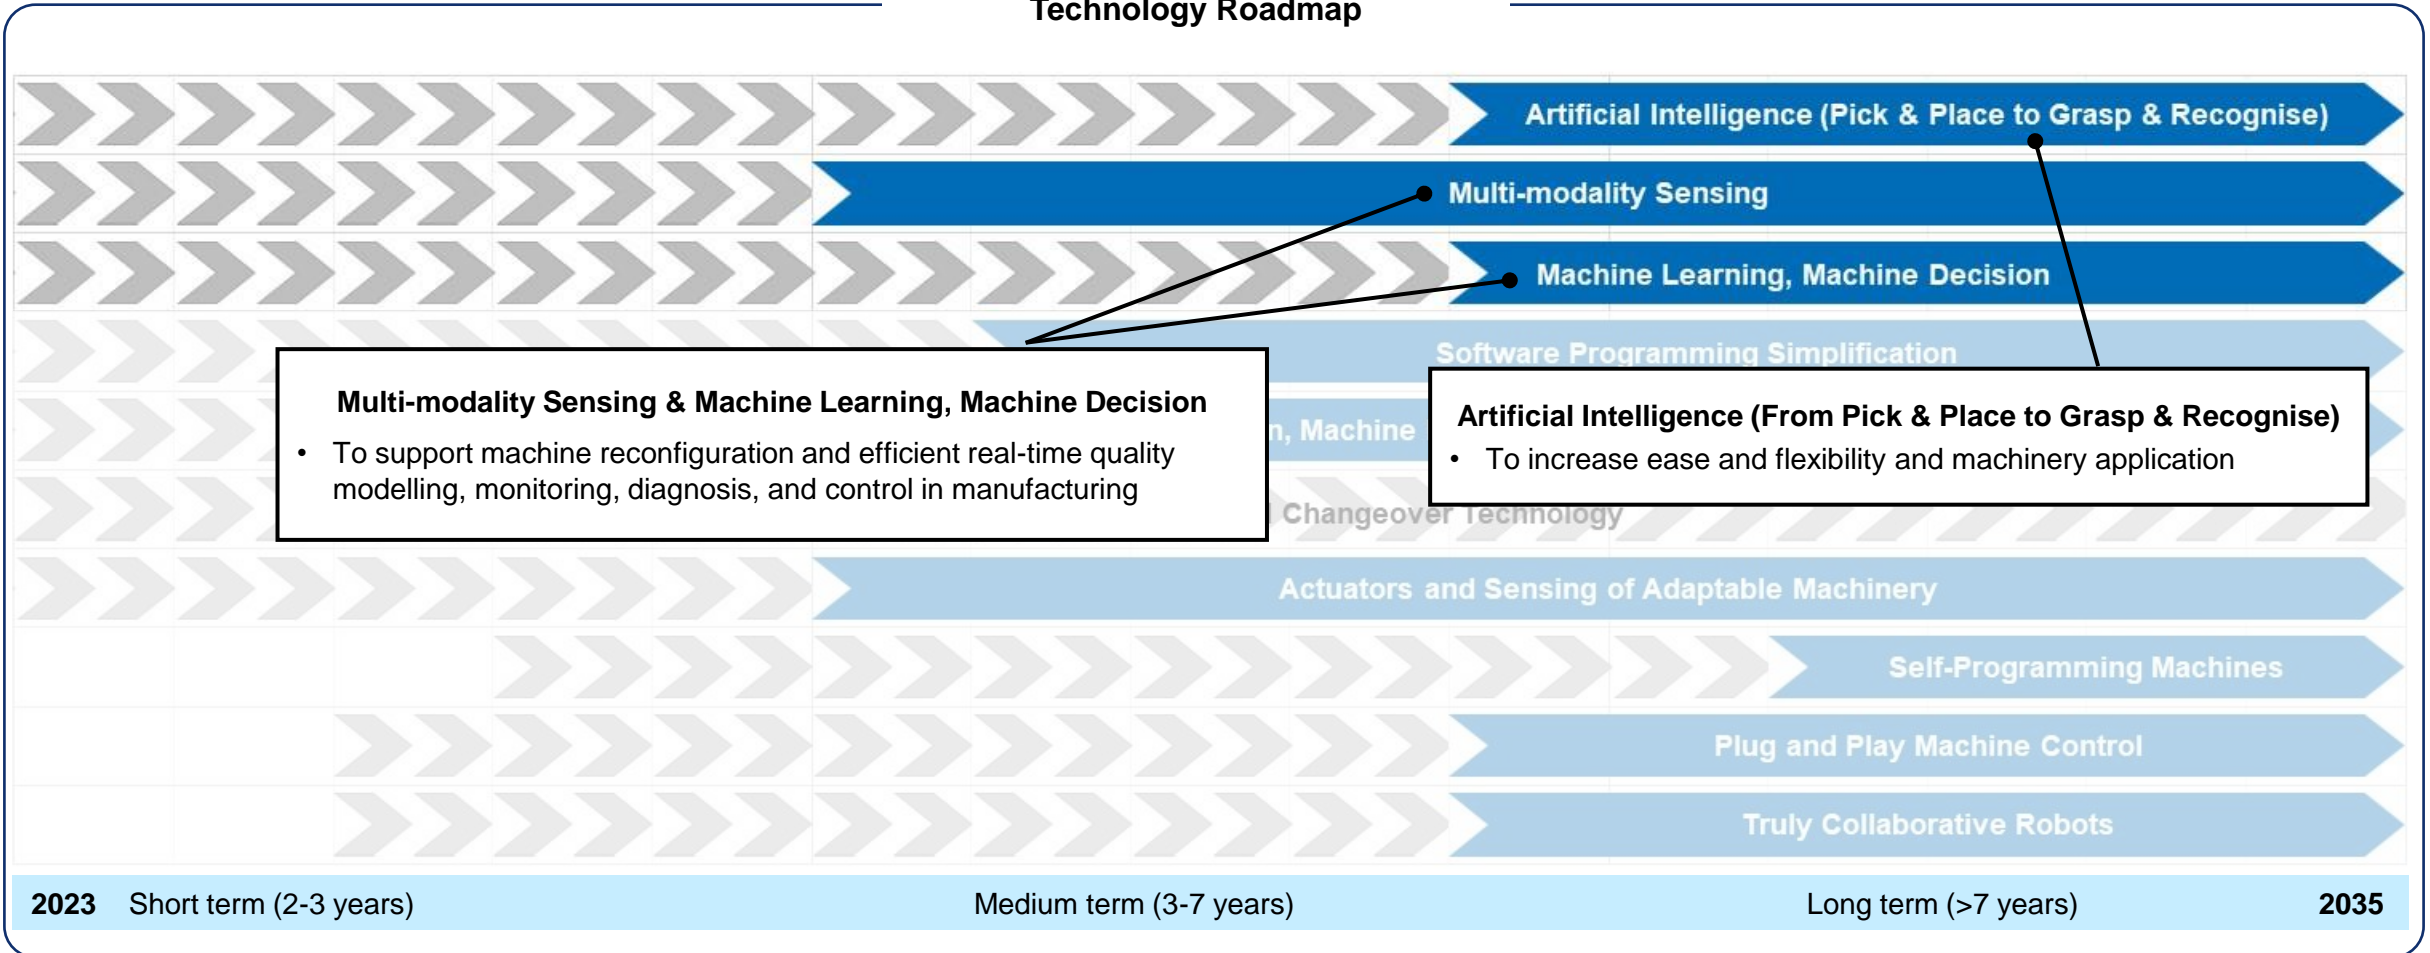 Technology Roadmap
Artificial Intelligence (Pick & Place to Grasp & Recognise)
Multi-modality Sensing
Machine Learning, Machine Decision
Software Programming Simplification
Multi-modality Sensing & Machine Learning, Machine Decision
• To support machine reconfiguration and efficient real-time quality
modelling, monitoring, diagnosis, and control in manufacturing
Artificial Intelligence (From Pick & Place to Grasp & Recognise)
• To increase ease and flexibility and machinery application
Machine
Changeover Technology
Actuators and Sensing of Adaptable Machinery
Self-Programming Machines
Plug and Play Machine Control
Truly Collaborative Robots
2023 Short term (2-3 years) Medium term (3-7 years) Long term (>7 years) 2035